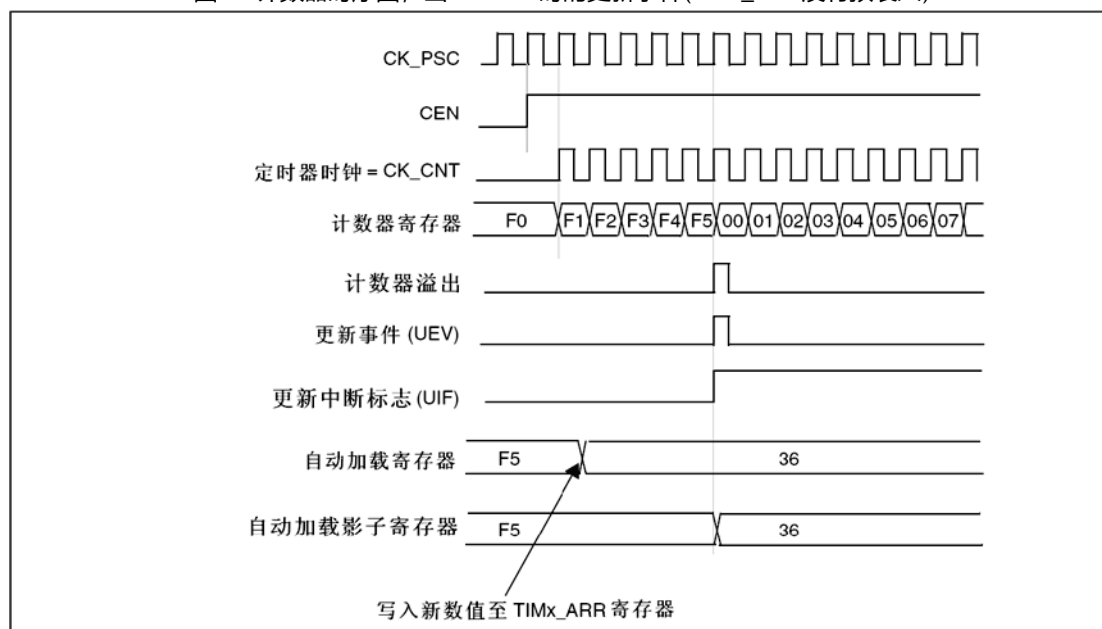 CK_PSC
CEN
定时器时钟 = CK_CNT
计数器寄存器 F0 F1 F2 F3 F4 F5 00 01 02 03 04 05 06 07
计数器溢出
更新事件 (UEV)
更新中断标志 (UIF)
自动加载寄存器 F5 36
自动加载影子寄存器 F5 36
写入新数值至 TIMx_ARR 寄存器